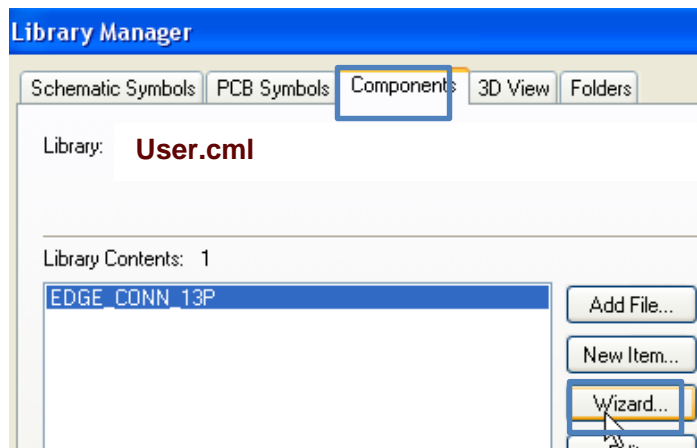 Library Manager
Schematic Symbols PCB Symbols Components 3D View Folders
Library: User.cml
Library Contents: 1
EDGE_CONN_13P
Add File...
New Item...
Wizard...